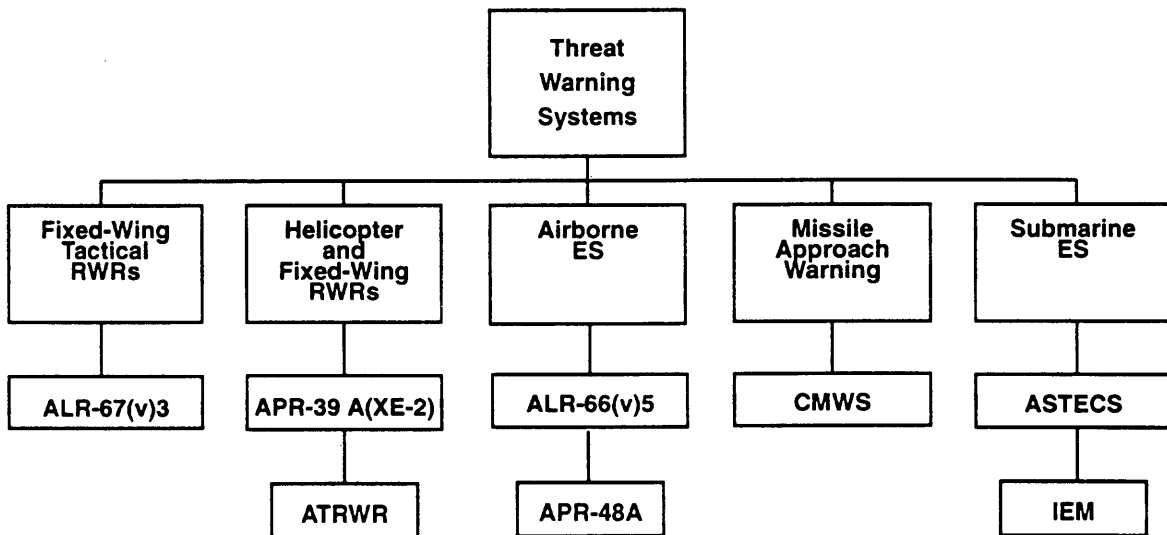 Threat
Warning
Systems
Fixed-Wing
Tactical
RWRs
Helicopter
and
Fixed-Wing
RWRs
Airborne
ES
Missile
Approach
Warning
Submarine
ES
ALR-67(v)3
APR-39 A(XE-2)
ALR-66(v)5
CMWS
ASTECS
ATRWR
APR-48A
IEM